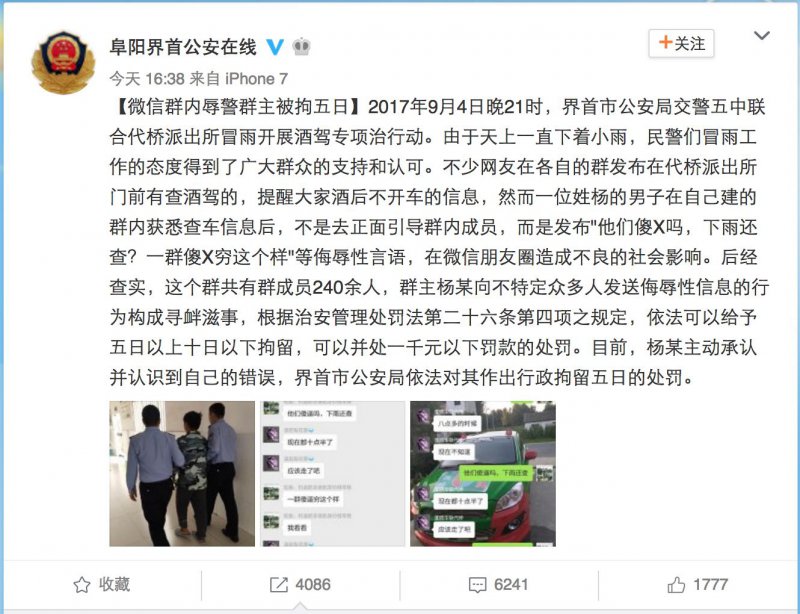 阜阳界首公安在线
+关注
今天 16:38 来自 iPhone 7
【微信群内辱警群主被拘五日】2017年9月4日晚21时，界首市公安局交警五中联
合代桥派出所冒雨开展酒驾专项治行动。由于天上一直下着小雨，民警们冒雨工
作的态度得到了广大群众的支持和认可。不少网友在各自的群发布在代桥派出所
门前有查酒驾的，提醒大家酒后不开车的信息，然而一位姓杨的男子在自己建的
群内获悉查车信息后，不是去正面引导群内成员，而是发布"他们傻X吗，下雨还
查？一群傻X穷这个样"等侮辱性言语，在微信朋友圈造成不良的社会影响。后经
查实，这个群共有群成员240余人，群主杨某向不特定众多人发送侮辱性信息的行
为构成寻衅滋事，根据治安管理处罚法第二十六条第四项之规定，依法可以给予
五日以上十日以下拘留，可以并处一千元以下罚款的处罚。目前，杨某主动承认
并认识到自己的错误，界首市公安局依法对其作出行政拘留五日的处罚。
他们傻逼吗，下雨还查
现在都十点半了
应该走了吧
一群傻逼穷这个样
我看看
八点多的时候
现在不知道
他们傻逼吗，下雨还查
现在都十点半了
应该走了吧
收藏
4086
6241
1777